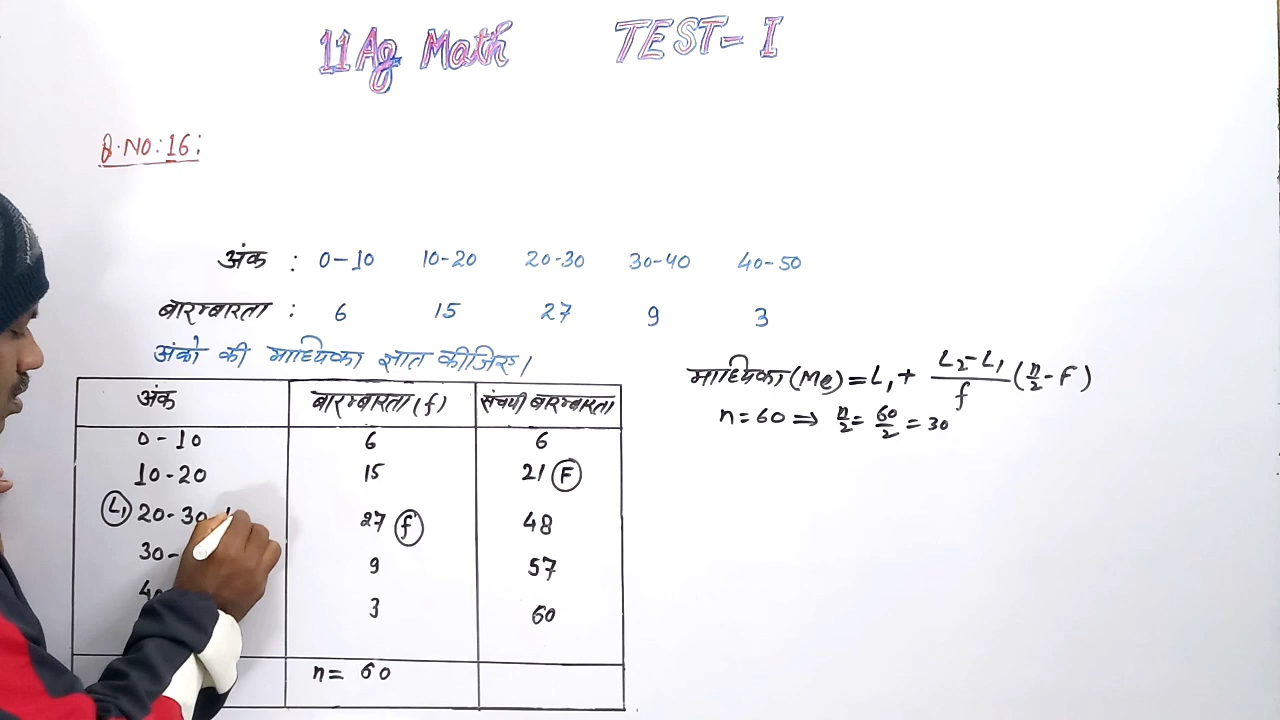 11 Ag Math TEST-I
Q.NO:16:
अंक : 0-10 10-20 20-30 30-40 40-50
बारम्बारता : 6 15 27 9 3
अंको की माध्यिका ज्ञात कीजिए।
माध्यिका (Me) = L₁ + (L₂-L₁)/f (n/2 - F)
n = 60 ⇒ n/2 = 60/2 = 30
अंक बारम्बारता (f) संचयी बारम्बारता
0-10 6 6
10-20 15 21 F
L₁ 20-30 27 f 48
30- 9 57
3 60
n = 60